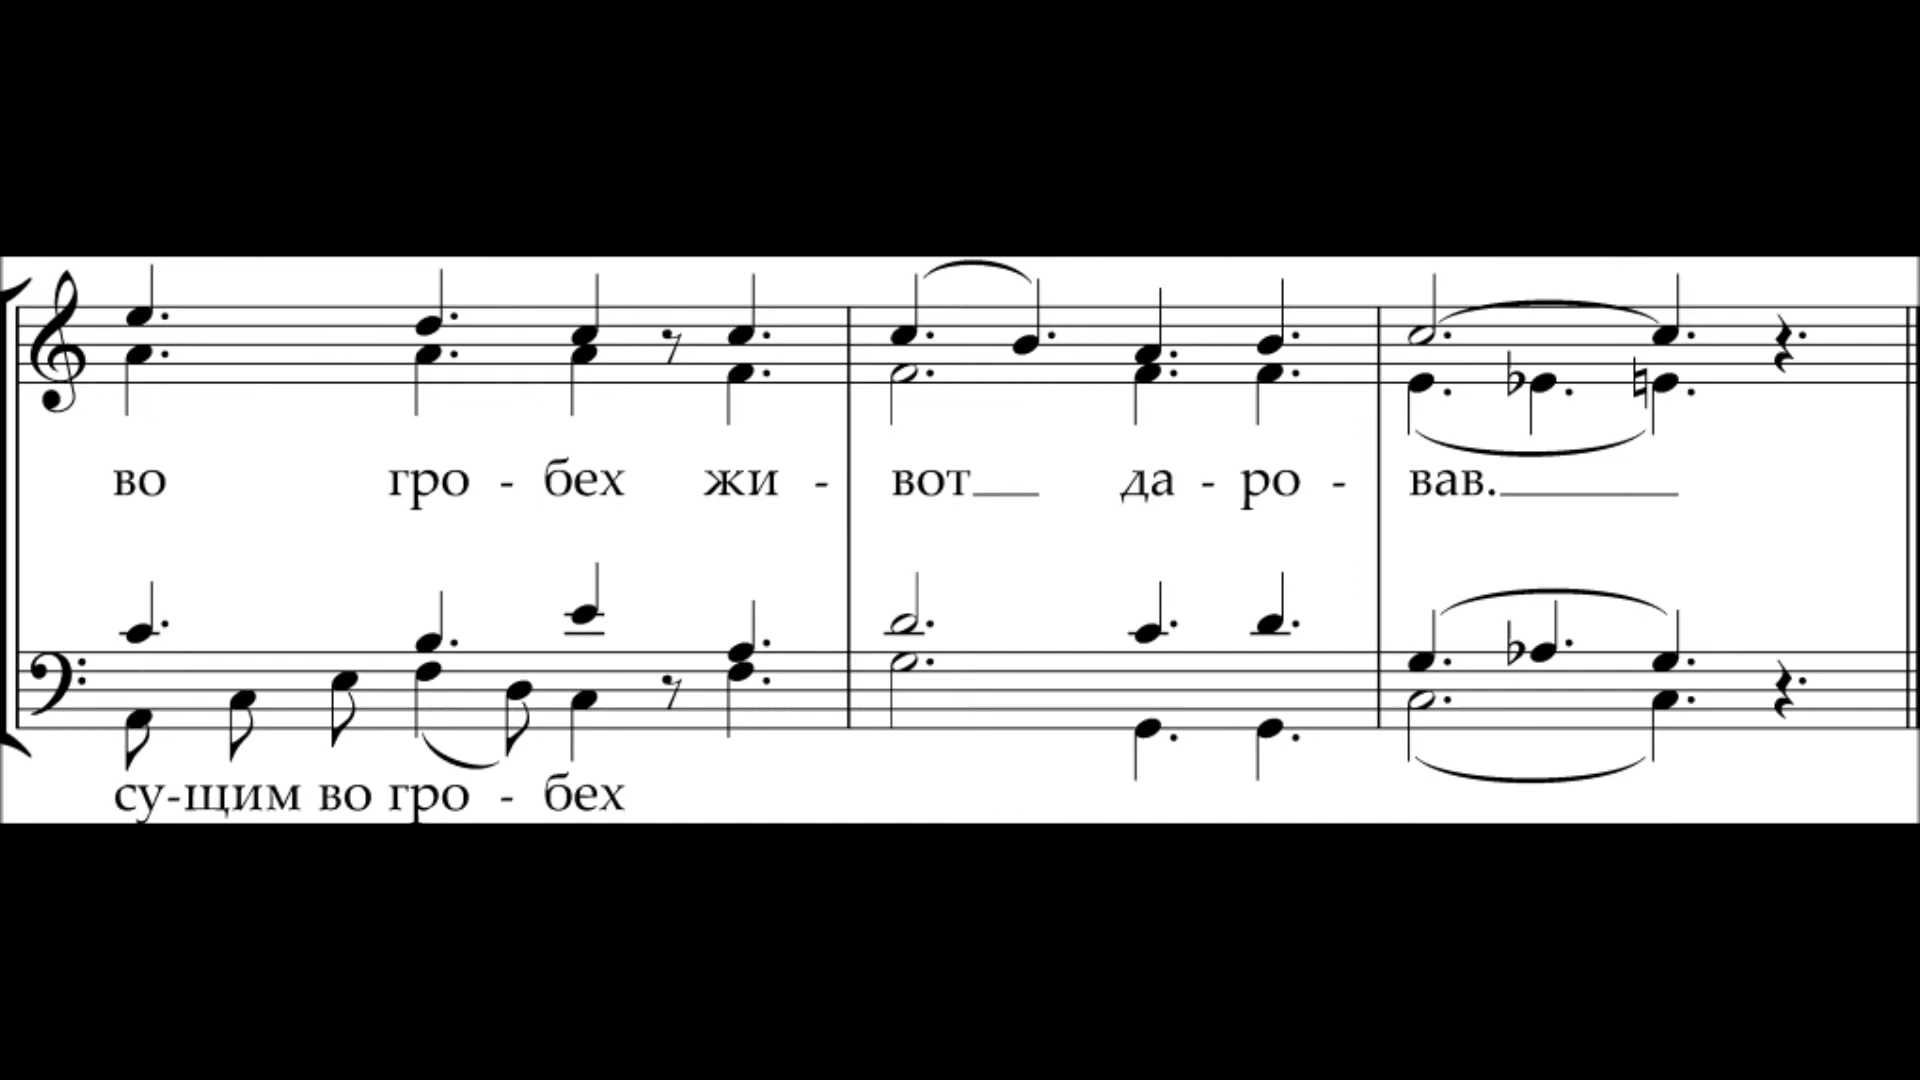 во гро - бех жи - вот да - ро - вав.
су-щим во гро - бех